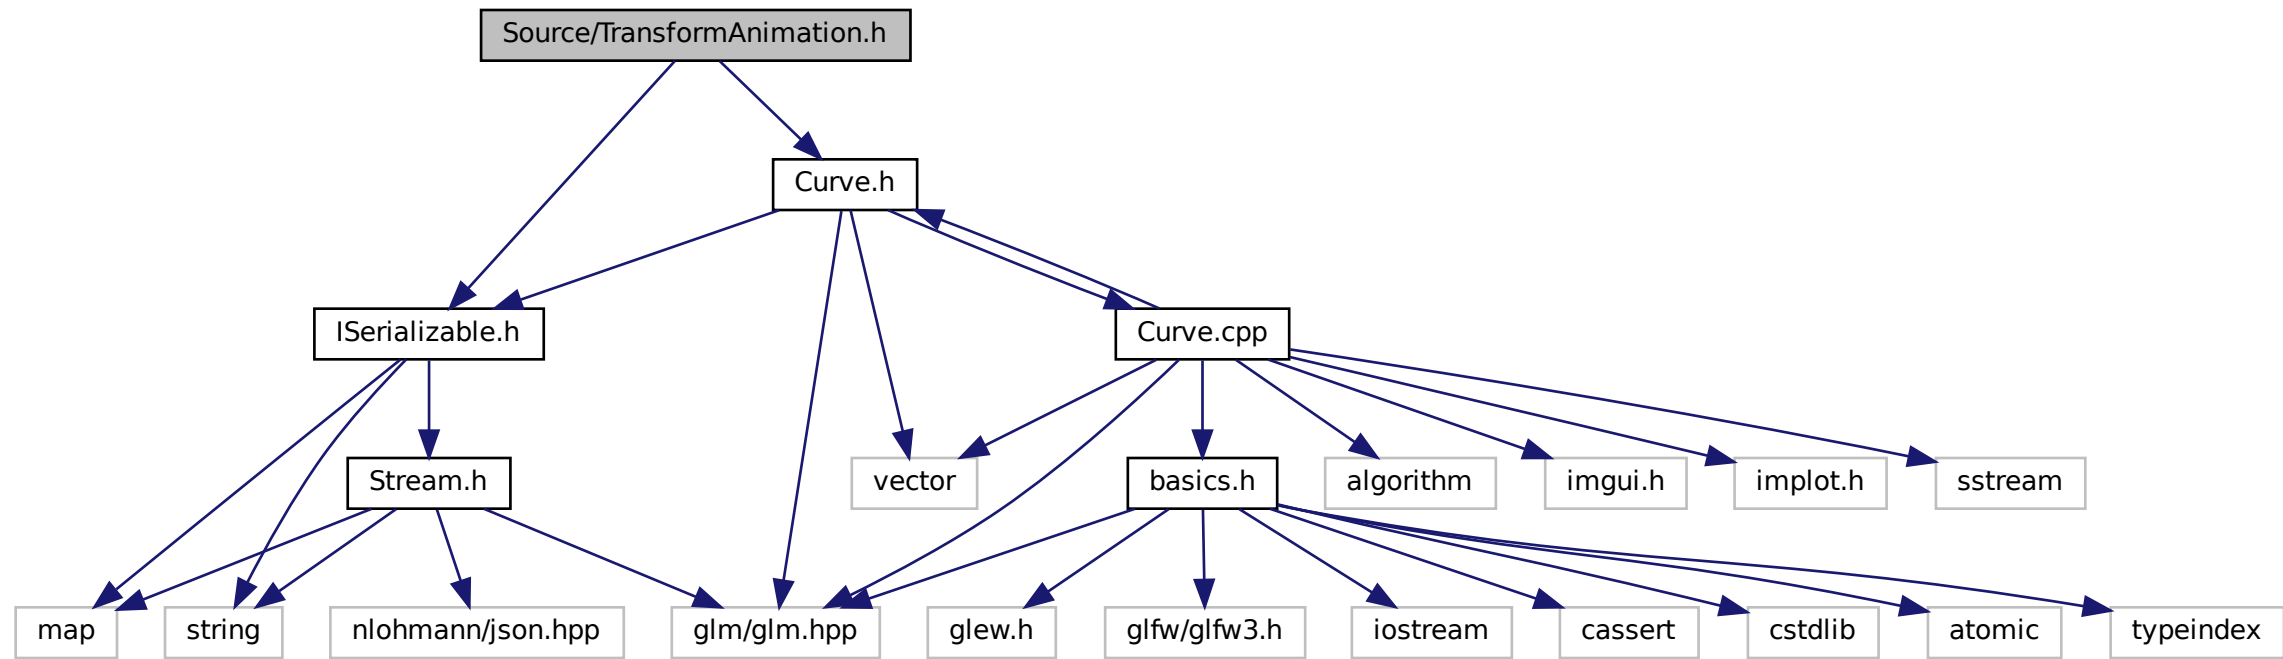 Source/TransformAnimation.h
Curve.h
ISerializable.h
Curve.cpp
Stream.h
vector
basics.h
algorithm
imgui.h
implot.h
sstream
map
string
nlohmann/json.hpp
glm/glm.hpp
glew.h
glfw/glfw3.h
iostream
cassert
cstdlib
atomic
typeindex